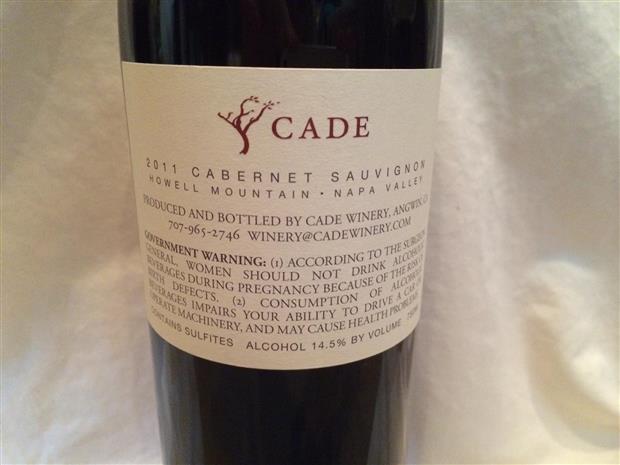 CADE
2011 CABERNET SAUVIGNON
HOWELL MOUNTAIN • NAPA VALLEY
PRODUCED AND BOTTLED BY CADE WINERY, ANGWIN, CA
707-965-2746 WINERY@CADEWINERY.COM
GOVERNMENT WARNING: (1) ACCORDING TO THE SURGEON
GENERAL, WOMEN SHOULD NOT DRINK ALCOHOLIC
BEVERAGES DURING PREGNANCY BECAUSE OF THE RISK OF
BIRTH DEFECTS. (2) CONSUMPTION OF ALCOHOLIC
BEVERAGES IMPAIRS YOUR ABILITY TO DRIVE A CAR OR
OPERATE MACHINERY, AND MAY CAUSE HEALTH PROBLEMS.
CONTAINS SULFITES ALCOHOL 14.5% BY VOLUME 750ML